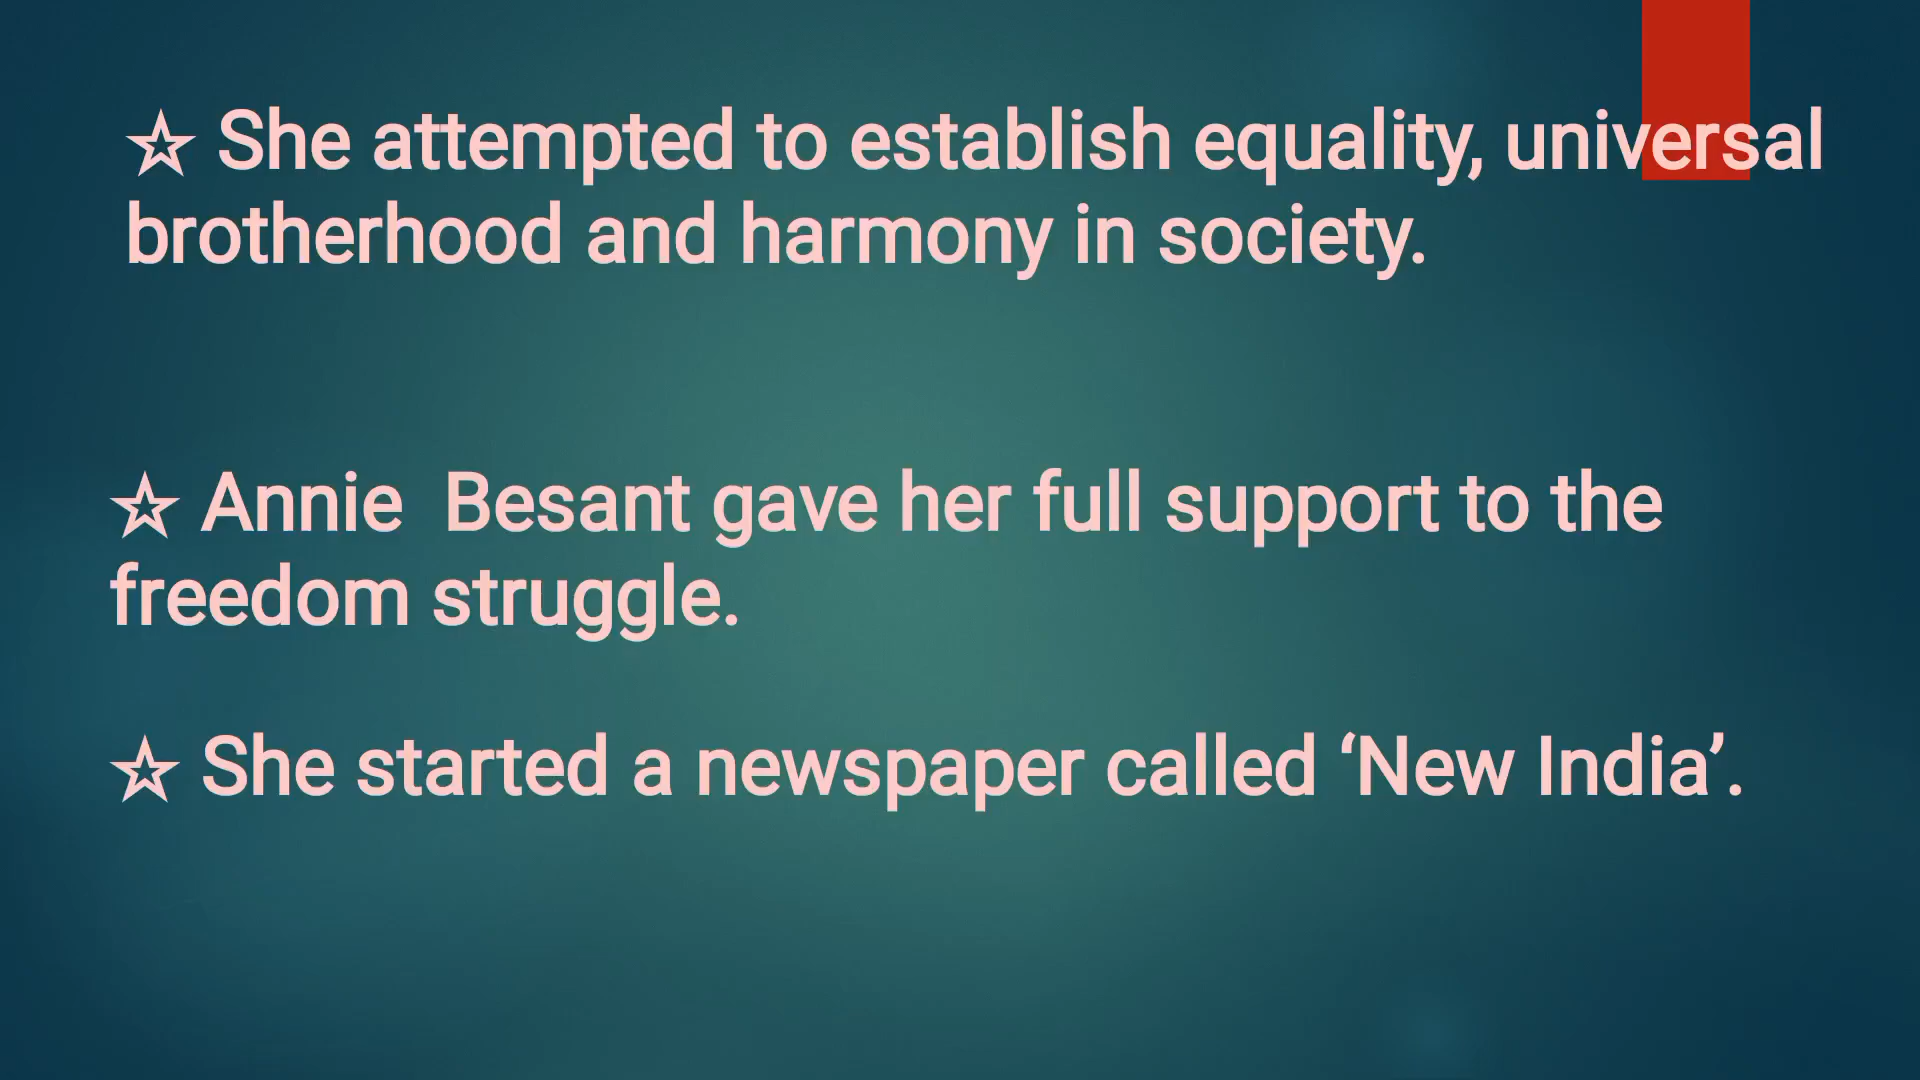 ☆ She attempted to establish equality, universal
brotherhood and harmony in society.
☆ Annie  Besant gave her full support to the
freedom struggle.
☆ She started a newspaper called ‘New India’.